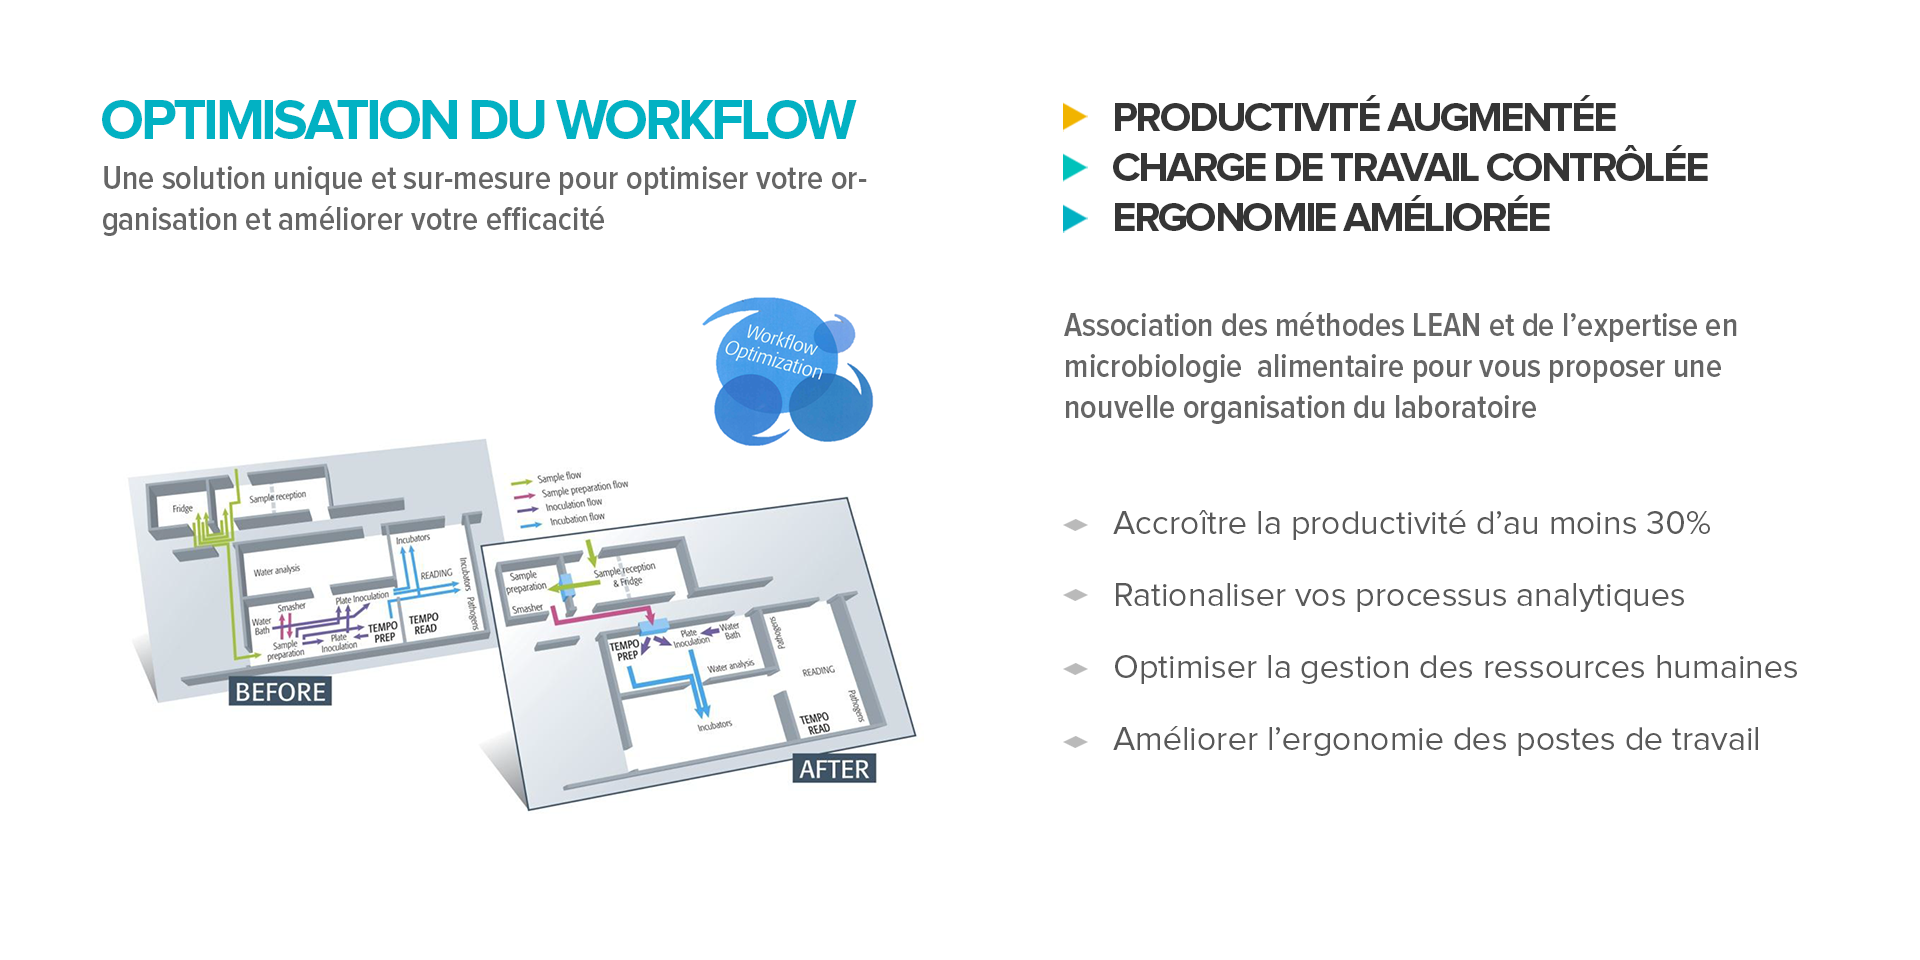 OPTIMISATION DU WORKFLOW
Une solution unique et sur-mesure pour optimiser votre or-
ganisation et améliorer votre efficacité
Workflow
Optimization
Sample flow
Sample preparation flow
Inoculation flow
Incubation flow
Fridge
Sample reception
Water analysis
Incubators
READING
Incubators
Pathogens
Smasher
Plate Inoculation
Water
Bath
Sample
preparation
Plate
Inoculation
TEMPO
PREP
TEMPO
READ
BEFORE
Sample
preparation
Sample reception
& Fridge
Smasher
TEMPO
PREP
Plate
Inoculation
Water
Bath
Pathogens
Water analysis
READING
Pathogens
Incubators
TEMPO
READ
AFTER
PRODUCTIVITÉ AUGMENTÉE
CHARGE DE TRAVAIL CONTRÔLÉE
ERGONOMIE AMÉLIORÉE
Association des méthodes LEAN et de l’expertise en
microbiologie  alimentaire pour vous proposer une
nouvelle organisation du laboratoire
Accroître la productivité d’au moins 30%
Rationaliser vos processus analytiques
Optimiser la gestion des ressources humaines
Améliorer l’ergonomie des postes de travail